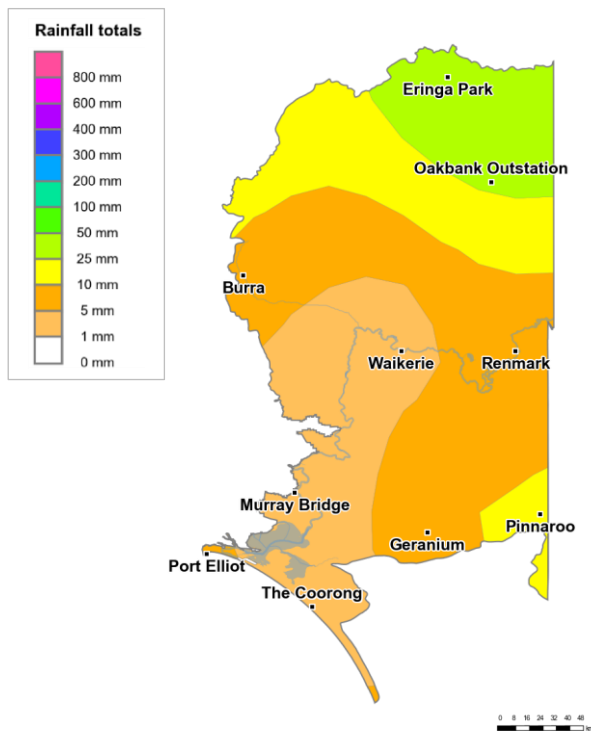 Rainfall totals
800 mm
600 mm
400 mm
300 mm
200 mm
100 mm
50 mm
25 mm
10 mm
5 mm
1 mm
0 mm
Eringa Park
Oakbank Outstation
Burra
Waikerie
Renmark
Murray Bridge
Pinnaroo
Geranium
Port Elliot
The Coorong
0 8 16 24 32 40 48